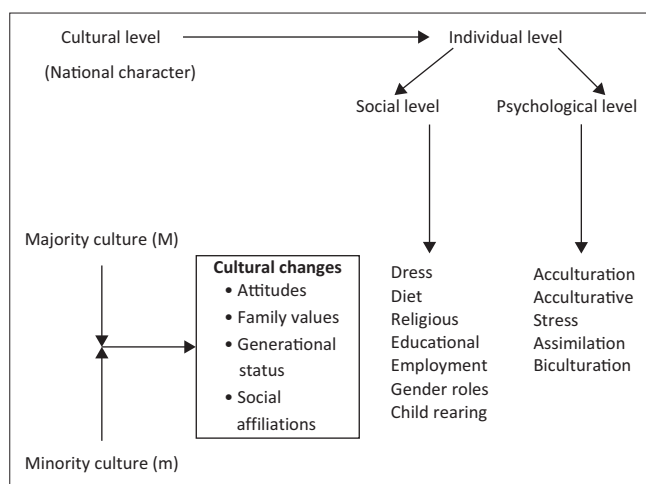 Cultural level
Individual level
(National character)
Social level
Psychological level
Majority culture (M)
Cultural changes
• Attitudes
• Family values
• Generational
status
• Social
affiliations
Minority culture (m)
Dress
Diet
Religious
Educational
Employment
Gender roles
Child rearing
Acculturation
Acculturative
Stress
Assimilation
Biculturation